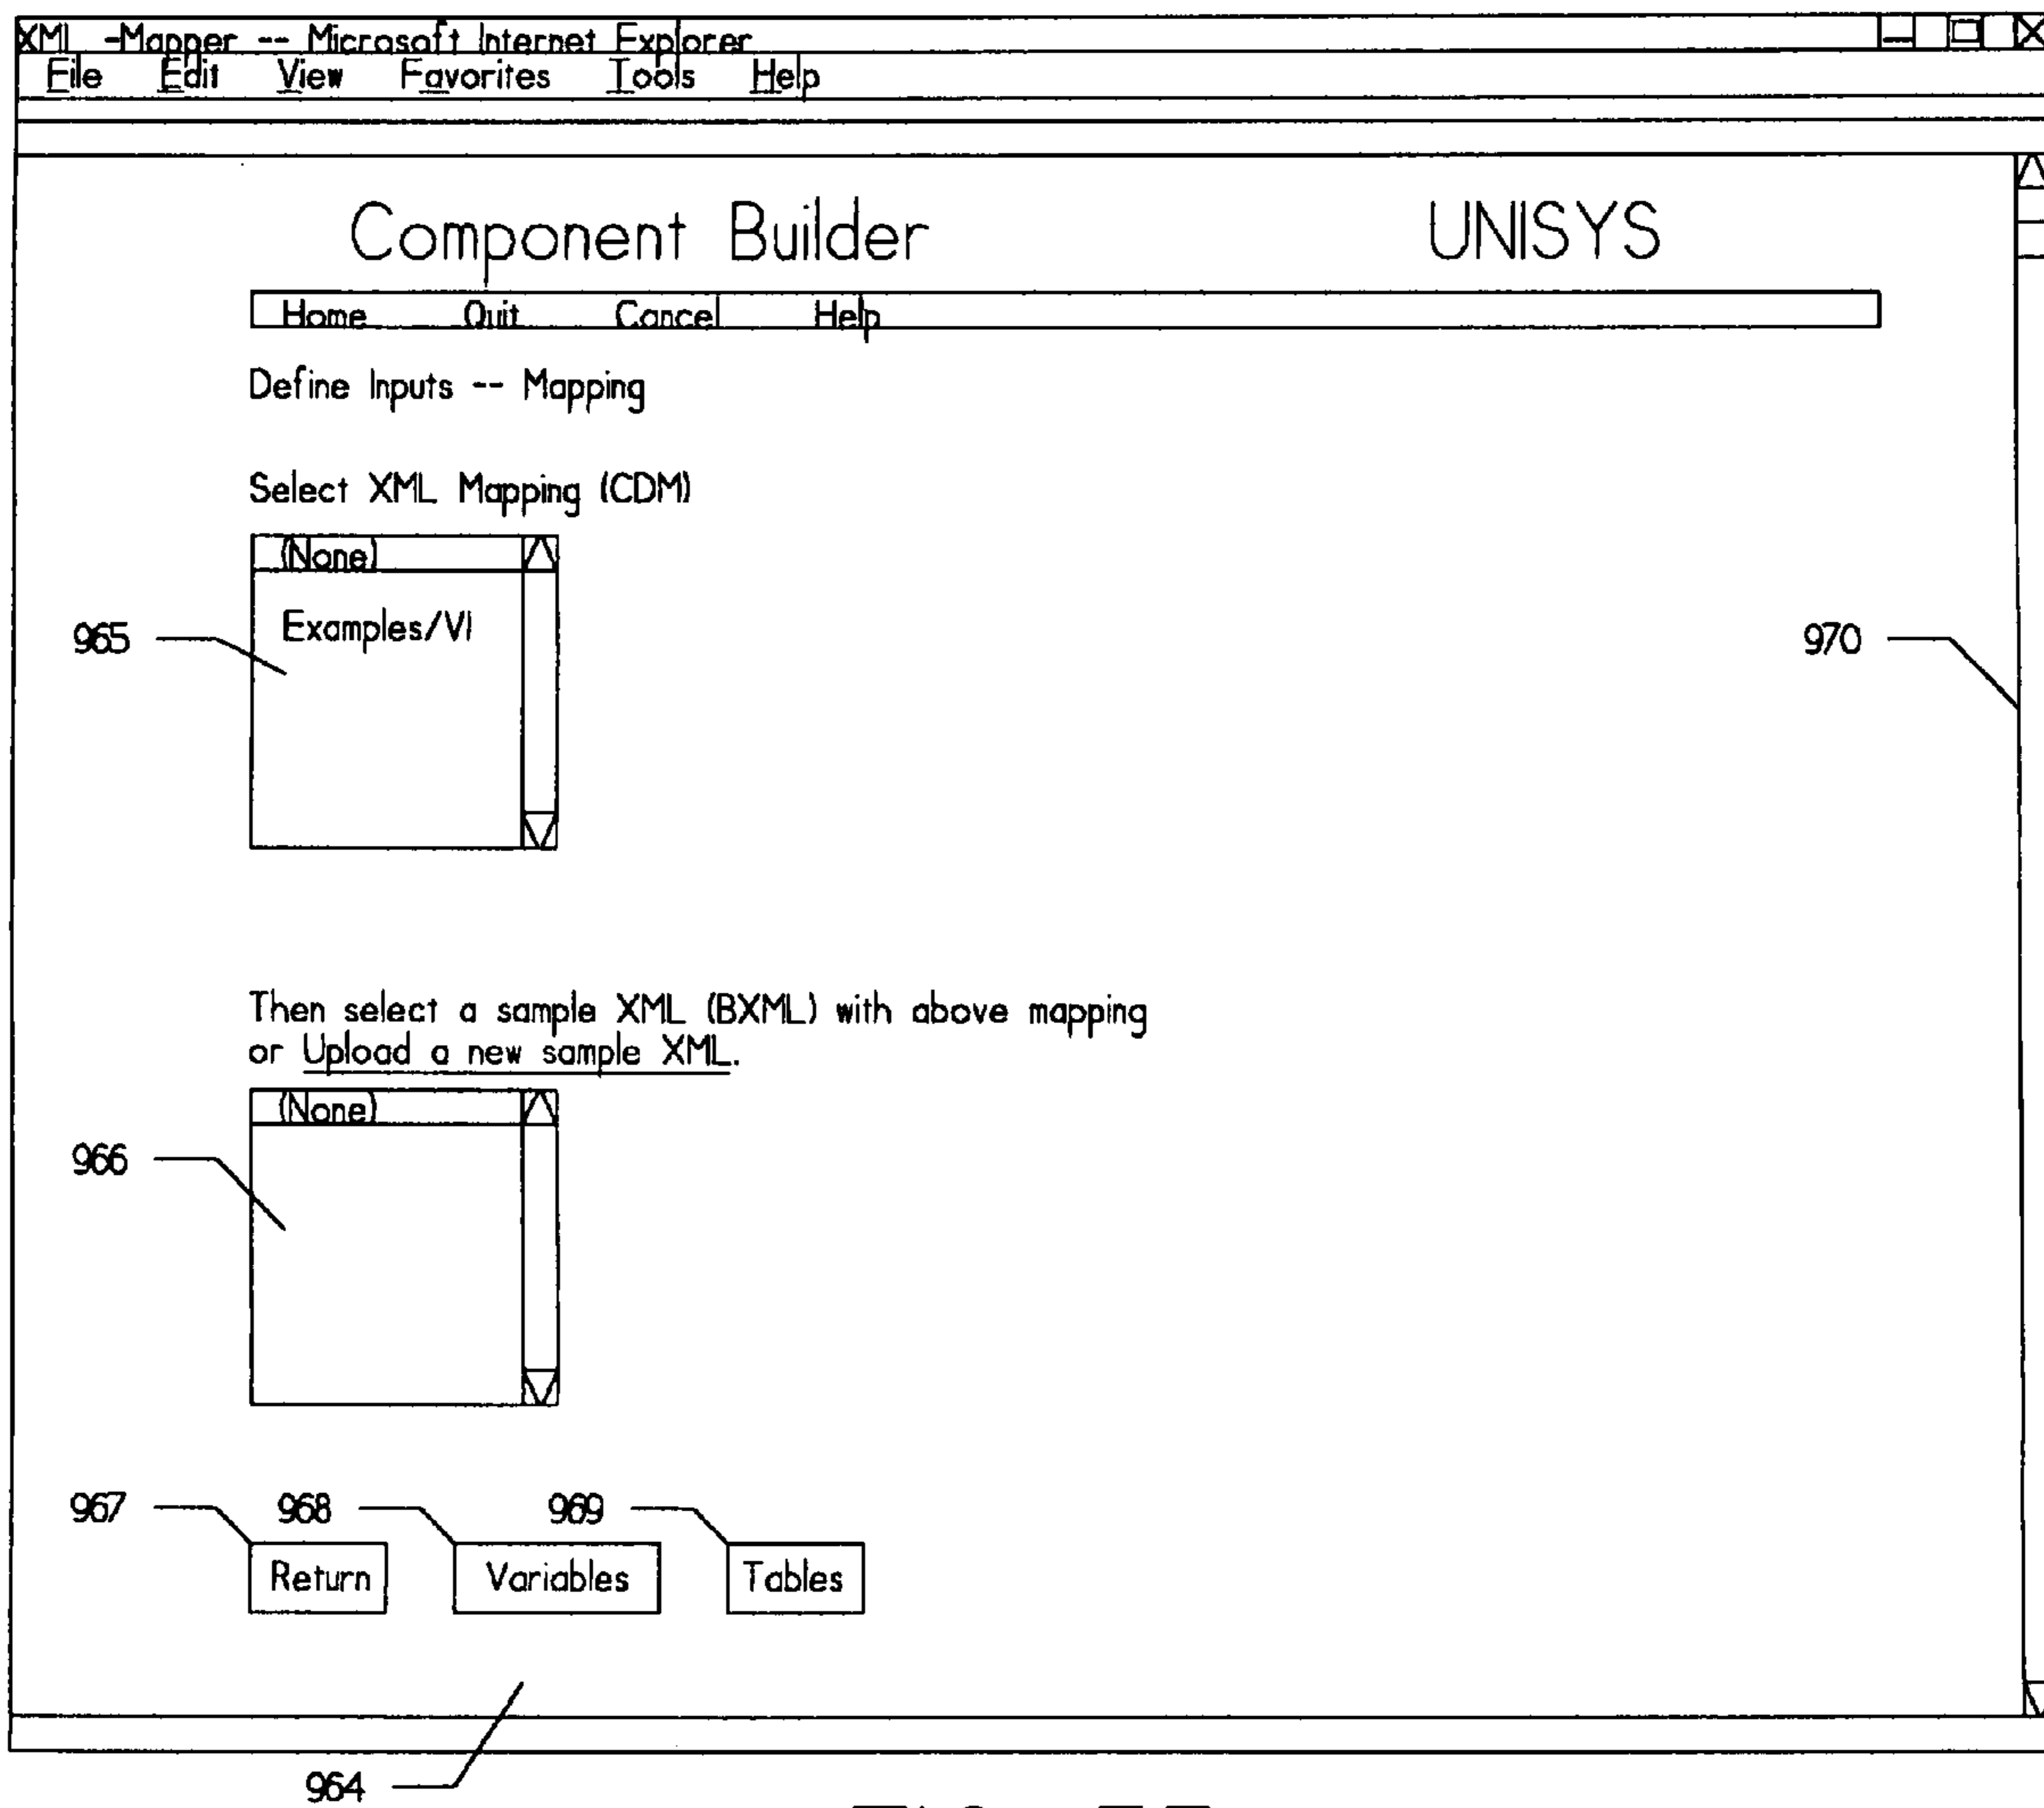 XML -Mapper -- Microsoft Internet Explorer
File Edit View Favorites Tools Help
Component Builder UNISYS
Home Quit Cancel Help
Define Inputs -- Mapping
Select XML Mapping (CDM)
(None)
Examples/VI
965
970
Then select a sample XML (BXML) with above mapping
or Upload a new sample XML.
(None)
966
967 968 969
Return Variables Tables
964